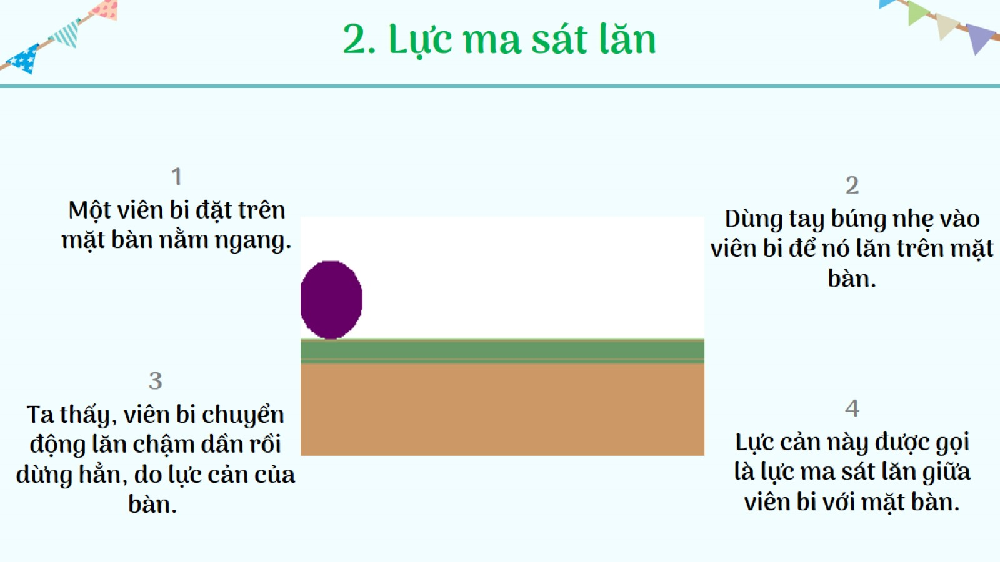 2. Lực ma sát lăn
1
Một viên bi đặt trên
mặt bàn nằm ngang.
2
Dùng tay búng nhẹ vào
viên bi để nó lăn trên mặt
bàn.
3
Ta thấy, viên bi chuyển
động lăn chậm dần rồi
dừng hẳn, do lực cản của
bàn.
4
Lực cản này được gọi
là lực ma sát lăn giữa
viên bi với mặt bàn.